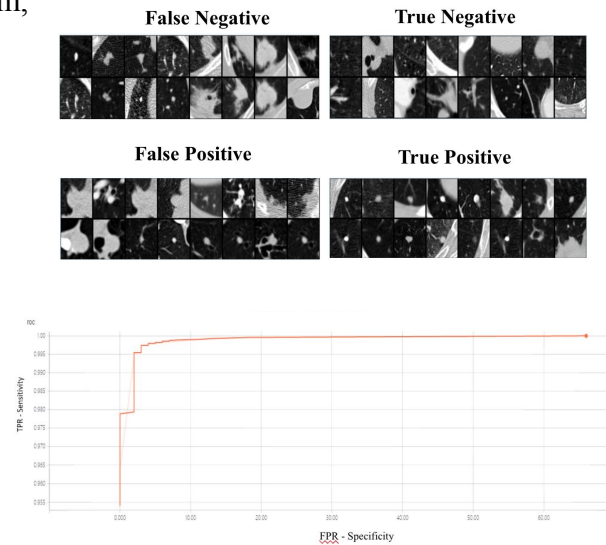 m,
False Negative
True Negative
False Positive
True Positive
roc
1.00
0.995
0.990
0.985
0.980
0.975
0.970
0.965
0.960
0.955
TPR - Sensitivity
0.000 10.00 20.00 30.00 40.00 50.00 60.00
FPR - Specificity